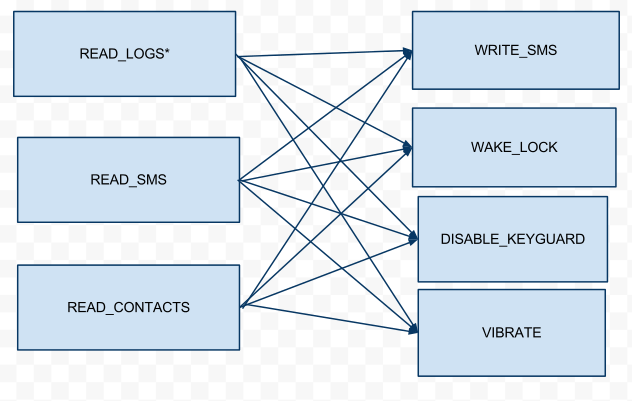 READ_LOGS*
WRITE_SMS
READ_SMS
WAKE_LOCK
DISABLE_KEYGUARD
READ_CONTACTS
VIBRATE